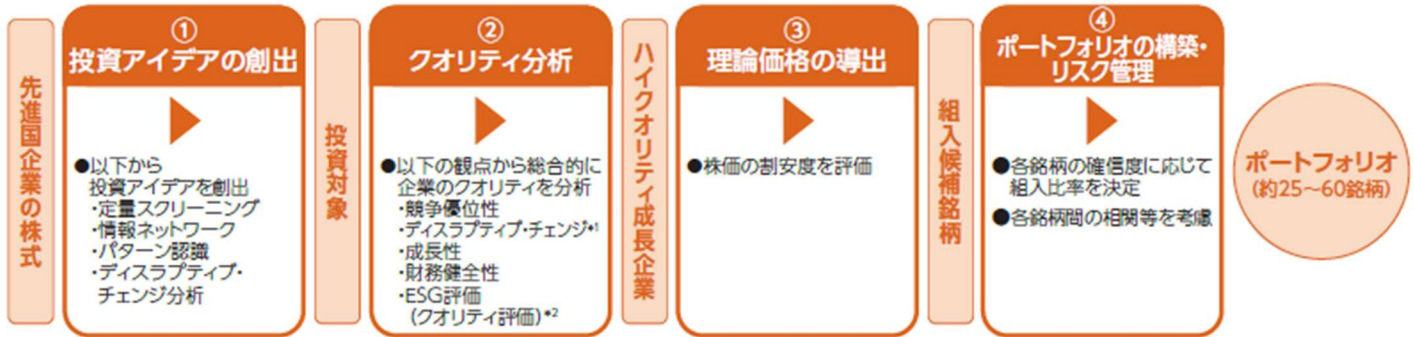 先進国企業の株式
①
投資アイデアの創出
●以下から
投資アイデアを創出
・定量スクリーニング
・情報ネットワーク
・パターン認識
・ディスラプティブ・
チェンジ分析
投資対象
②
クオリティ分析
●以下の観点から総合的に
企業のクオリティを分析
・競争優位性
・ディスラプティブ・チェンジ*1
・成長性
・財務健全性
・ESG評価
（クオリティ評価）*2
ハイクオリティ成長企業
③
理論価格の導出
●株価の割安度を評価
組入候補銘柄
④
ポートフォリオの構築・
リスク管理
●各銘柄の確信度に応じて
組入比率を決定
●各銘柄間の相関等を考慮
ポートフォリオ
（約25～60銘柄）